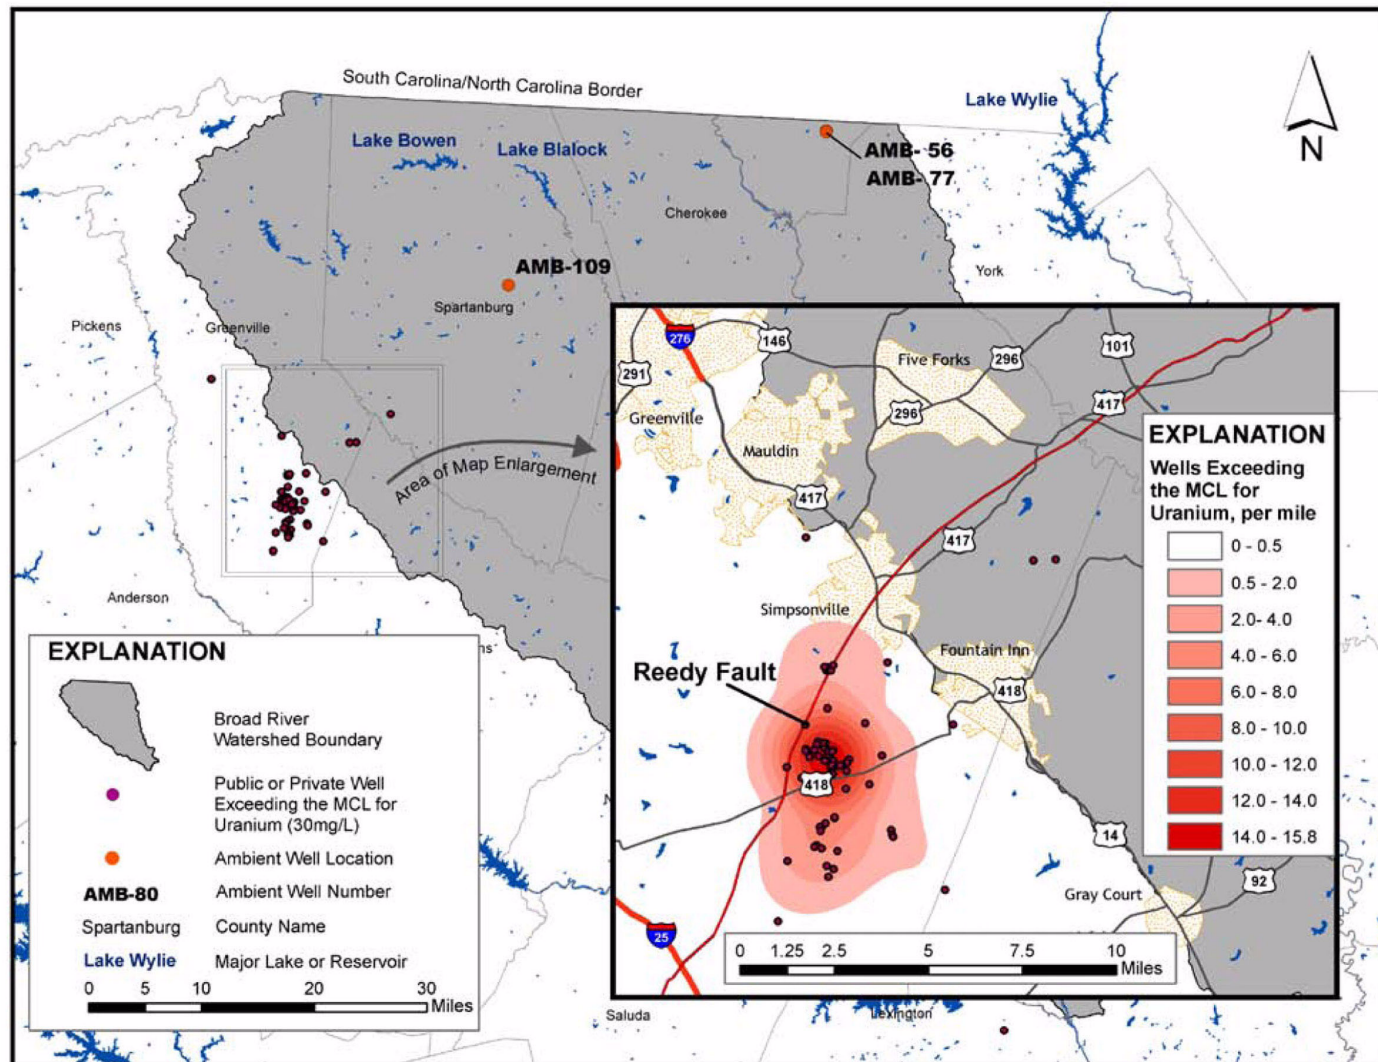 South Carolina/North Carolina Border
Lake Wylie
Lake Bowen
Lake Blalock
N
AMB- 56
AMB- 77
Cherokee
AMB-109
York
Spartanburg
Pickens
Greenville
Area of Map Enlargement
Anderson
276
146
291
Five Forks
296
101
417
Greenville
296
Mauldin
417
417
Simpsonville
Fountain Inn
Reedy Fault
418
418
14
Gray Court
92
25
EXPLANATION
Wells Exceeding
the MCL for
Uranium, per mile
0 - 0.5
0.5 - 2.0
2.0- 4.0
4.0 - 6.0
6.0 - 8.0
8.0 - 10.0
10.0 - 12.0
12.0 - 14.0
14.0 - 15.8
0 1.25 2.5 5 7.5 10
Miles
EXPLANATION
Broad River
Watershed Boundary
Public or Private Well
Exceeding the MCL for
Uranium (30mg/L)
Ambient Well Location
AMB-80 Ambient Well Number
Spartanburg County Name
Lake Wylie Major Lake or Reservoir
0 5 10 20 30
Miles
Saluda
Lexington